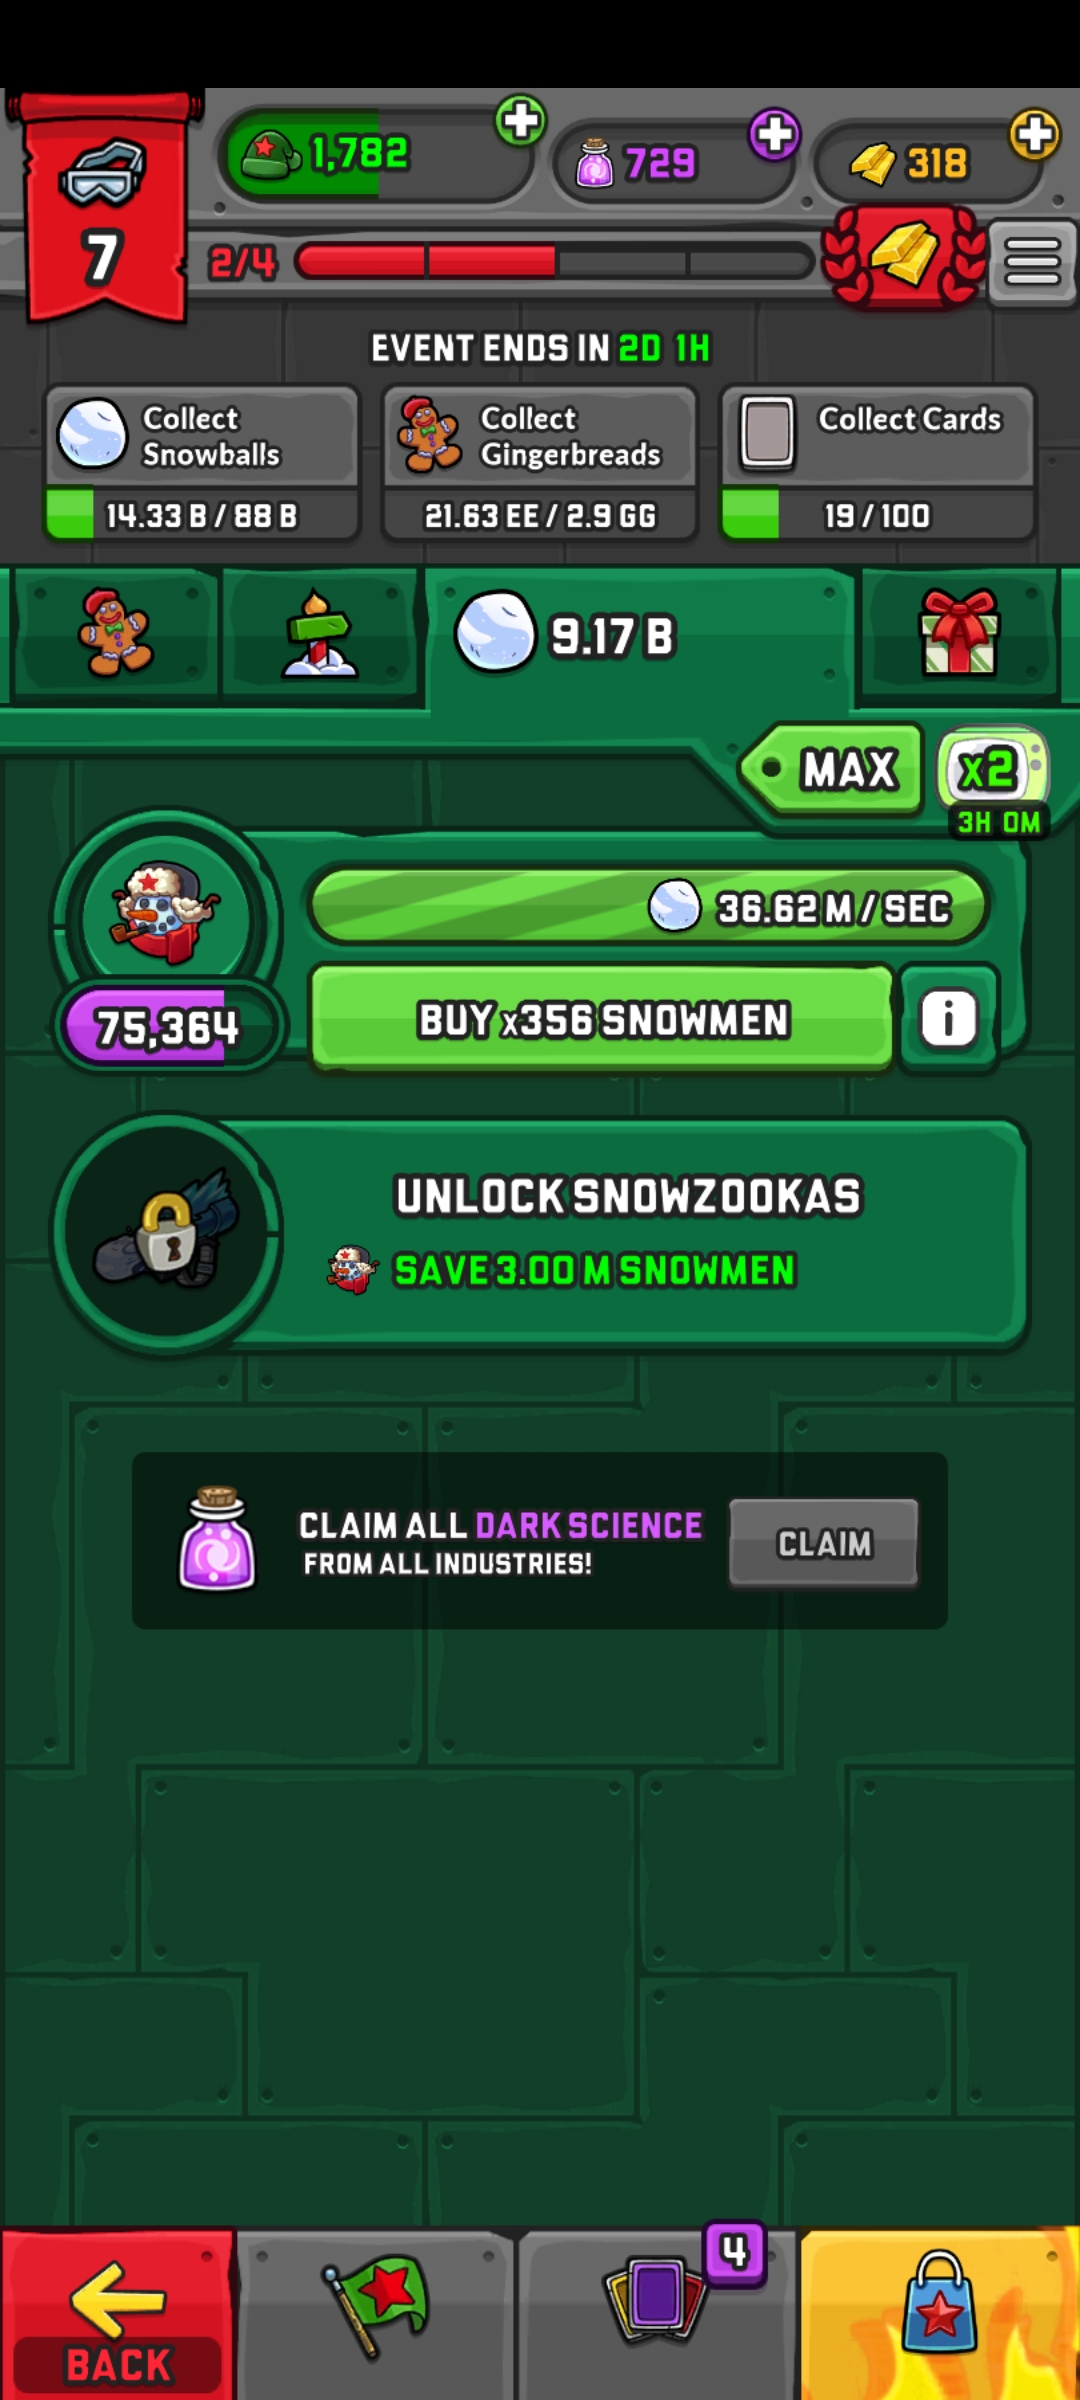 1,782
729
318
7
2/4
EVENT ENDS IN 2D 1H
Collect
Snowballs
14.33 B / 88 B
Collect
Gingerbreads
21.63 EE / 2.9 GG
Collect Cards
19 / 100
9.17 B
MAX
x2
3H 0M
36.62 M / SEC
75,364
BUY x356 SNOWMEN
i
UNLOCK SNOWZOOKAS
SAVE 3.00 M SNOWMEN
CLAIM ALL DARK SCIENCE
FROM ALL INDUSTRIES!
CLAIM
4
BACK